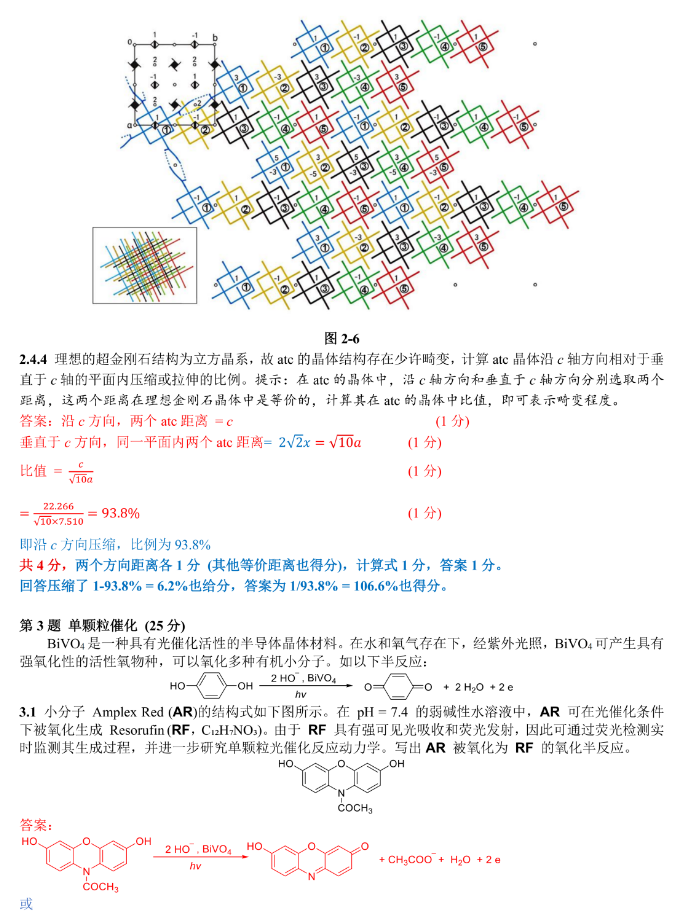 o
b
a
图 2-6
2.4.4 理想的超金刚石结构为立方晶系，故 atc 的晶体结构存在少许畸变，计算 atc 晶体沿 c 轴方向相对于垂
直于 c 轴的平面内压缩或拉伸的比例。提示：在 atc 的晶体中，沿 c 轴方向和垂直于 c 轴方向分别选取两个
距离，这两个距离在理想金刚石晶体中是等价的，计算其在 atc 的晶体中比值，即可表示畸变程度。
答案：沿 c 方向，两个 atc 距离 = c (1 分)
垂直于 c 方向，同一平面内两个 atc 距离= 2√2x = √10a (1 分)
比值 = c/√10a (1 分)
= 22.266/√10×7.510 = 93.8% (1 分)
即沿 c 方向压缩，比例为 93.8%
共 4 分，两个方向距离各 1 分 (其他等价距离也得分)，计算式 1 分，答案 1 分。
回答压缩了 1-93.8% = 6.2%也给分，答案为 1/93.8% = 106.6%也得分。
第 3 题 单颗粒催化 (25 分)
BiVO₄ 是一种具有光催化活性的半导体晶体材料。在水和氧气存在下，经紫外光照，BiVO₄ 可产生具有
强氧化性的活性氧物种，可以氧化多种有机小分子。如以下半反应：
HO OH 2 HO⁻ , BiVO₄ hv O O + 2 H₂O + 2 e
3.1 小分子 Amplex Red (AR)的结构式如下图所示。在 pH = 7.4 的弱碱性水溶液中，AR 可在光催化条件
下被氧化生成 Resorufin (RF，C₁₂H₇NO₃)。由于 RF 具有强可见光吸收和荧光发射，因此可通过荧光检测实
时监测其生成过程，并进一步研究单颗粒光催化反应动力学。写出 AR 被氧化为 RF 的氧化半反应。
HO O OH
N
COCH₃
答案：
HO O OH 2 HO⁻ , BiVO₄ hv HO O O + CH₃COO⁻ + H₂O + 2 e
N N
COCH₃
或